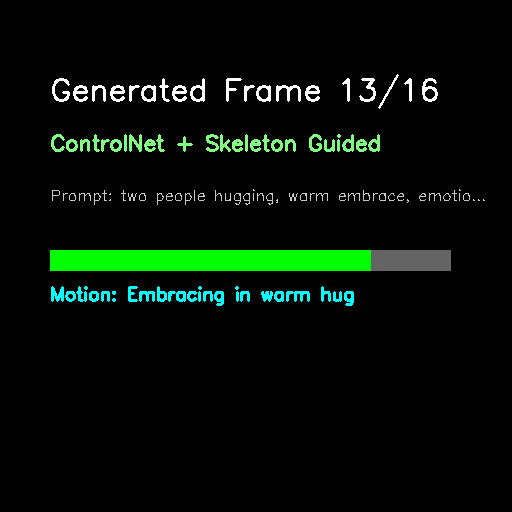 Generated Frame 13/16
ControlNet + Skeleton Guided
Prompt: two people hugging, warm embrace, emotio...
Motion: Embracing in warm hug